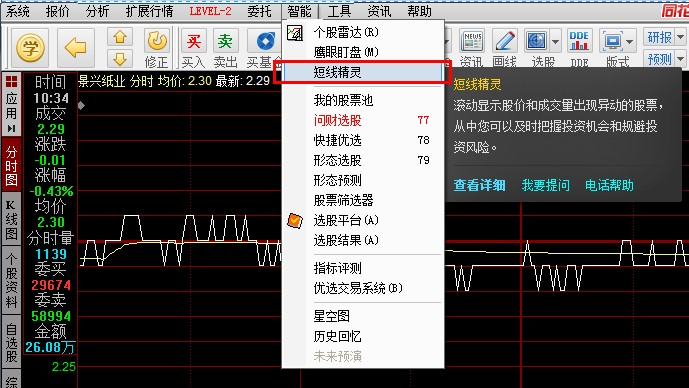 系统 报价 分析 扩展行情 LEVEL-2 委托 智能 工具 资讯 帮助
同花
学 修正 买入 卖出 买基 资讯 画线 选股 DDE 版式 研报 预测
NEWS DDE
个股雷达(R)
鹰眼盯盘(M)
短线精灵
我的股票池
问财选股 77
快捷优选 78
形态选股 79
形态预测
股票筛选器
选股平台(A)
选股结果(A)
指标评测
优选交易系统(B)
星空图
历史回忆
未来预演
短线精灵
滚动显示股价和成交量出现异动的股票，
从中您可以及时把握投资机会和规避投
资风险。
查看详细 我要提问 电话帮助
应用
分时图
K线图
个股资料
自选股
综
时间
10:34
成交
2.29
涨跌
-0.01
涨幅
-0.43%
均价
2.30
分时量
1139
委买
29674
委卖
58994
金额
26.08万
2.25
景兴纸业 分时 均价: 2.30 最新: 2.29